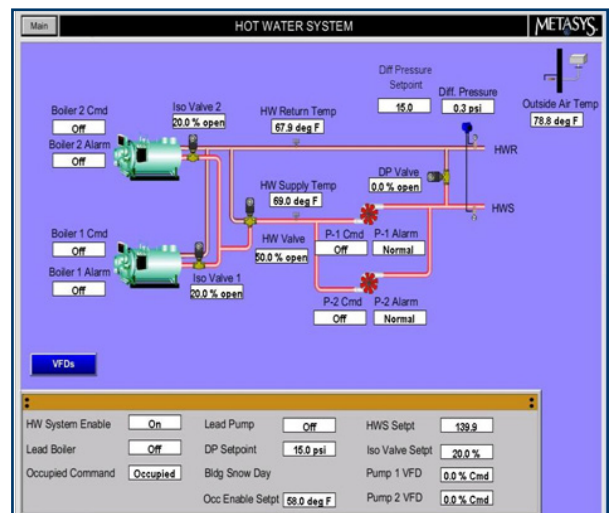 Main
HOT WATER SYSTEM
METASYS
Diff Pressure
Setpoint
15.0
Diff. Pressure
0.3 psi
Outside Air Temp
78.8 deg F
Boiler 2 Cmd
Off
Boiler 2 Alarm
Off
Iso Valve 2
20.0 % open
HW Return Temp
67.9 deg F
HWR
DP Valve
0.0 % open
HW Supply Temp
69.0 deg F
HWS
Boiler 1 Cmd
Off
Boiler 1 Alarm
Off
Iso Valve 1
20.0 % open
HW Valve
50.0 % open
P-1 Cmd
Off
P-1 Alarm
Normal
P-2 Cmd
Off
P-2 Alarm
Normal
VFDs
HW System Enable On
Lead Pump Off
HWS Setpt 139.9
Lead Boiler Off
DP Setpoint 15.0 psi
Iso Valve Setpt 20.0 %
Occupied Command Occupied
Bldg Snow Day
Pump 1 VFD 0.0 % Cmd
Occ Enable Setpt 58.0 deg F
Pump 2 VFD 0.0 % Cmd